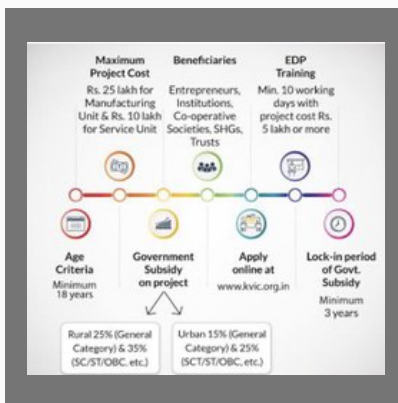 Maximum
Project Cost
Rs. 25 lakh for
Manufacturing
Unit & Rs. 10 lakh
for Service Unit
Beneficiaries
Entrepreneurs,
Institutions,
Co-operative
Societies, SHGs,
Trusts
EDP
Training
Min. 10 working
days with
project cost Rs.
5 lakh or more
Age
Criteria
Minimum
18 years
Government
Subsidy
on project
Apply
online at
www.kvic.org.in
Lock-in period
of Govt.
Subsidy
Minimum
3 years
Rural 25% (General
Category) & 35%
(SC/ST/OBC, etc.)
Urban 15% (General
Category) & 25%
(SCT/ST/OBC, etc.)